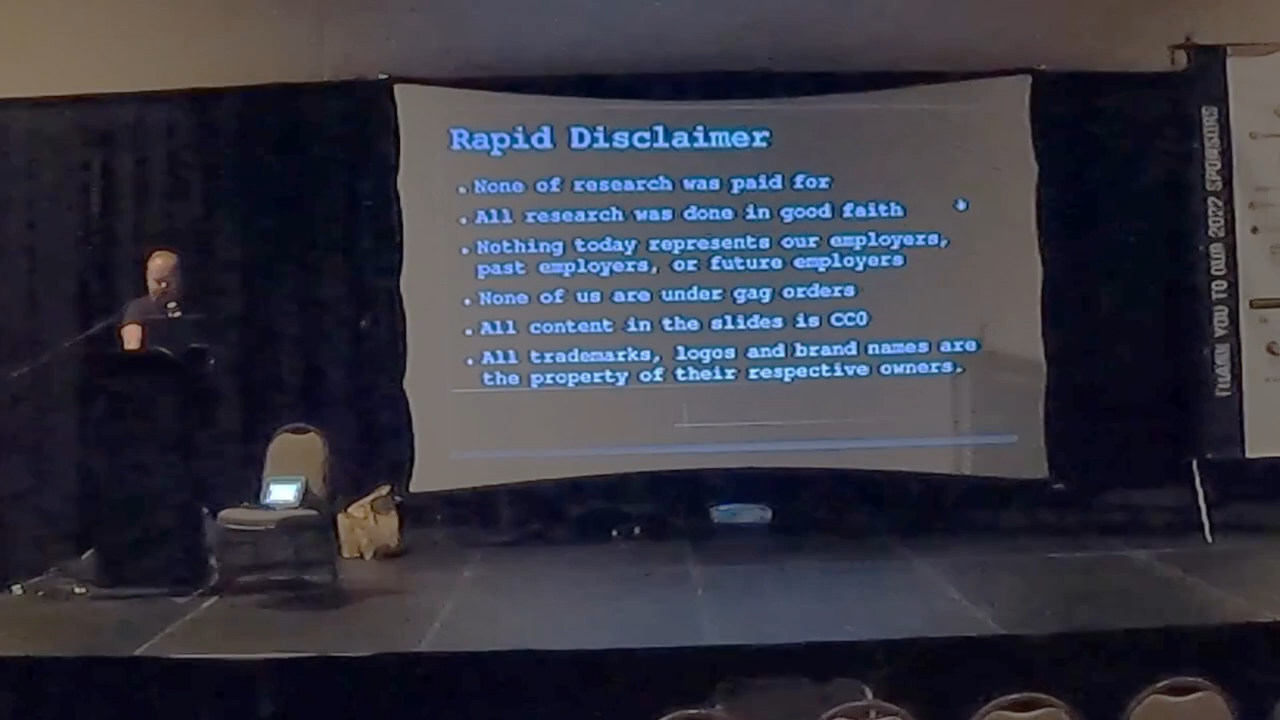 Rapid Disclaimer
• None of research was paid for
• All research was done in good faith
• Nothing today represents our employers,
past employers, or future employers
• None of us are under gag orders
• All content in the slides is CC0
• All trademarks, logos and brand names are
the property of their respective owners.
THANK YOU TO OUR 2022 SPONSORS